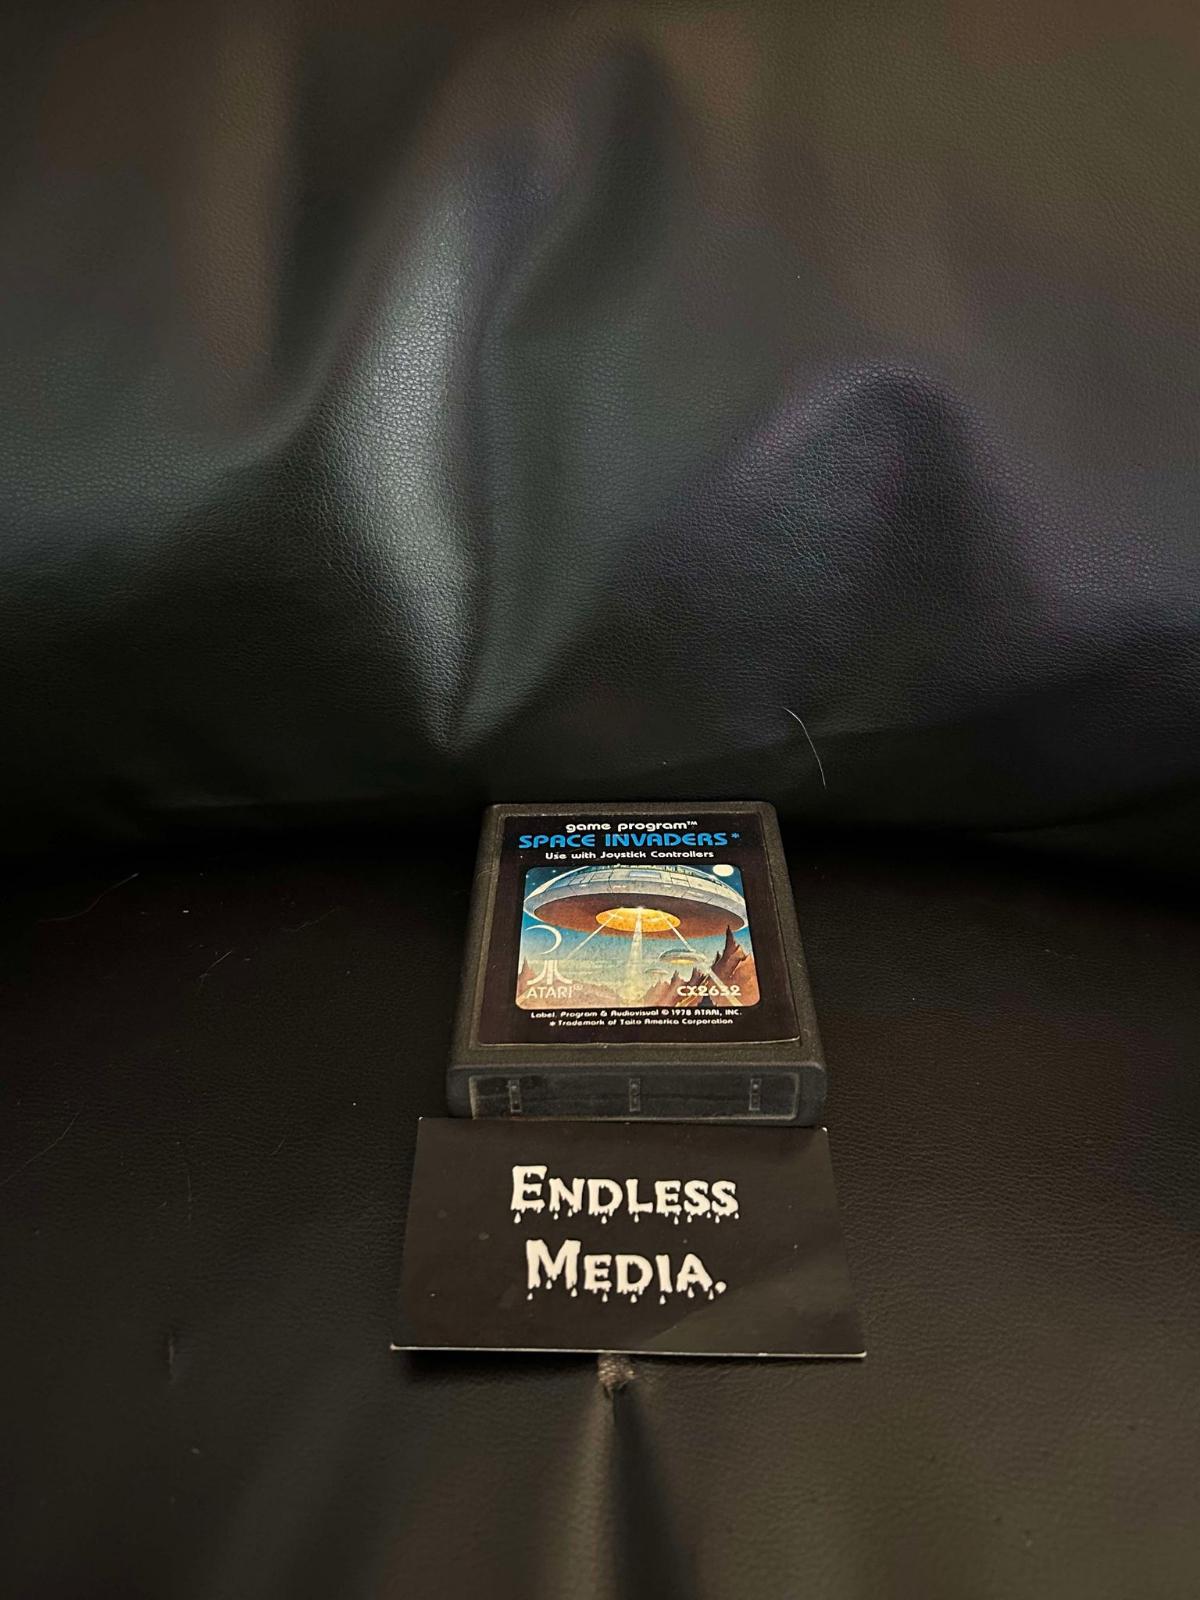 game program™
SPACE INVADERS*
Use with Joystick Controllers
ATARI®
CX2632
Label, Program & Audiovisual © 1978 ATARI, INC.
* Trademark of Taito America Corporation
ENDLESS
MEDIA.